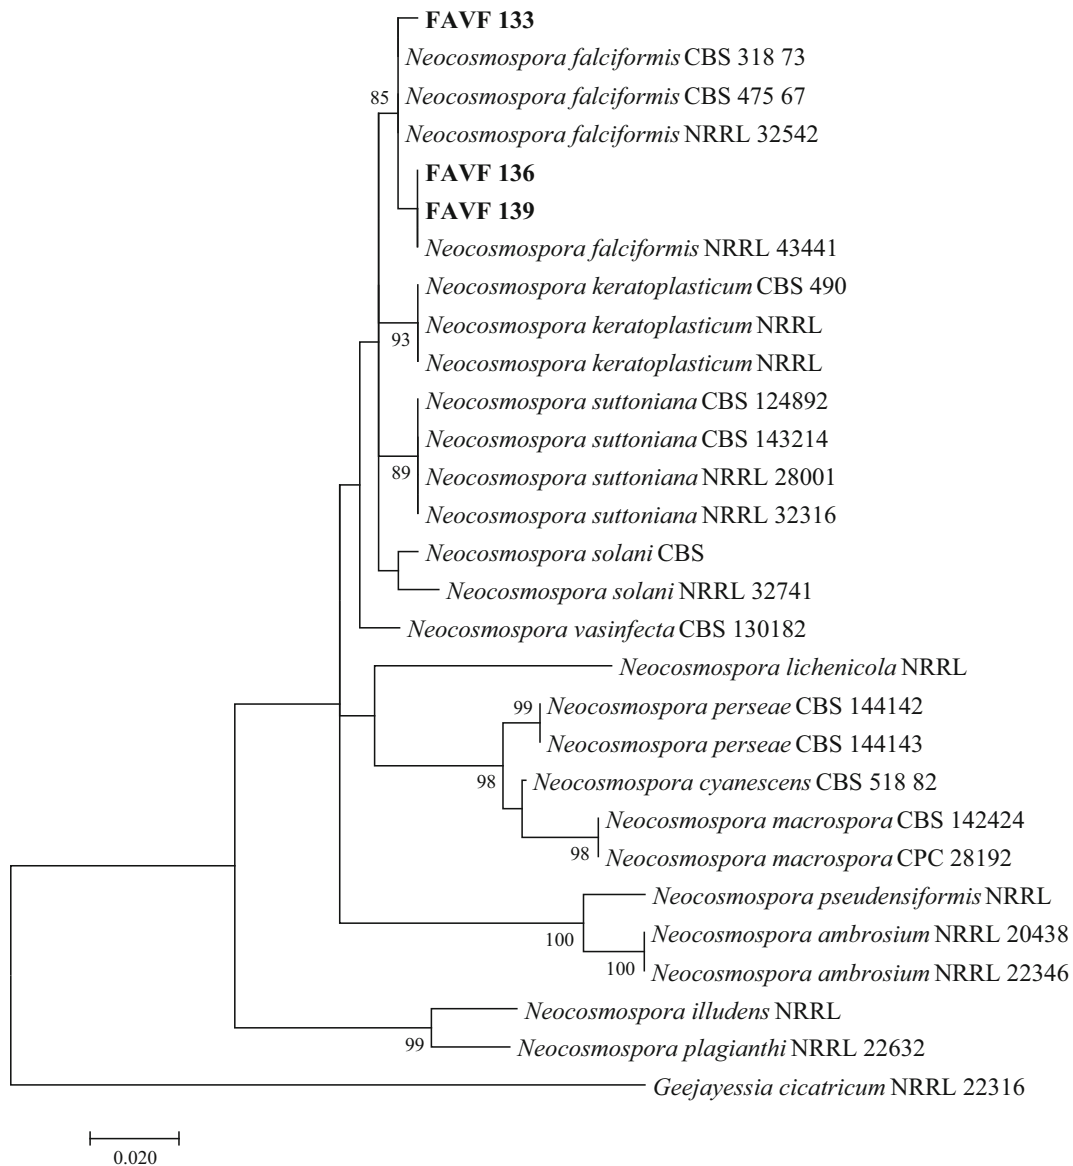 FAVF 133
Neocosmospora falciformis CBS 318 73
85
Neocosmospora falciformis CBS 475 67
Neocosmospora falciformis NRRL 32542
FAVF 136
FAVF 139
Neocosmospora falciformis NRRL 43441
Neocosmospora keratoplasticum CBS 490
Neocosmospora keratoplasticum NRRL
93
Neocosmospora keratoplasticum NRRL
Neocosmospora suttoniana CBS 124892
Neocosmospora suttoniana CBS 143214
89
Neocosmospora suttoniana NRRL 28001
Neocosmospora suttoniana NRRL 32316
Neocosmospora solani CBS
Neocosmospora solani NRRL 32741
Neocosmospora vasinfecta CBS 130182
Neocosmospora lichenicola NRRL
99
Neocosmospora perseae CBS 144142
Neocosmospora perseae CBS 144143
98
Neocosmospora cyanescens CBS 518 82
Neocosmospora macrospora CBS 142424
98
Neocosmospora macrospora CPC 28192
Neocosmospora pseudensiformis NRRL
100
Neocosmospora ambrosium NRRL 20438
100
Neocosmospora ambrosium NRRL 22346
Neocosmospora illudens NRRL
99
Neocosmospora plagianthi NRRL 22632
Geejayessia cicatricum NRRL 22316
0.020